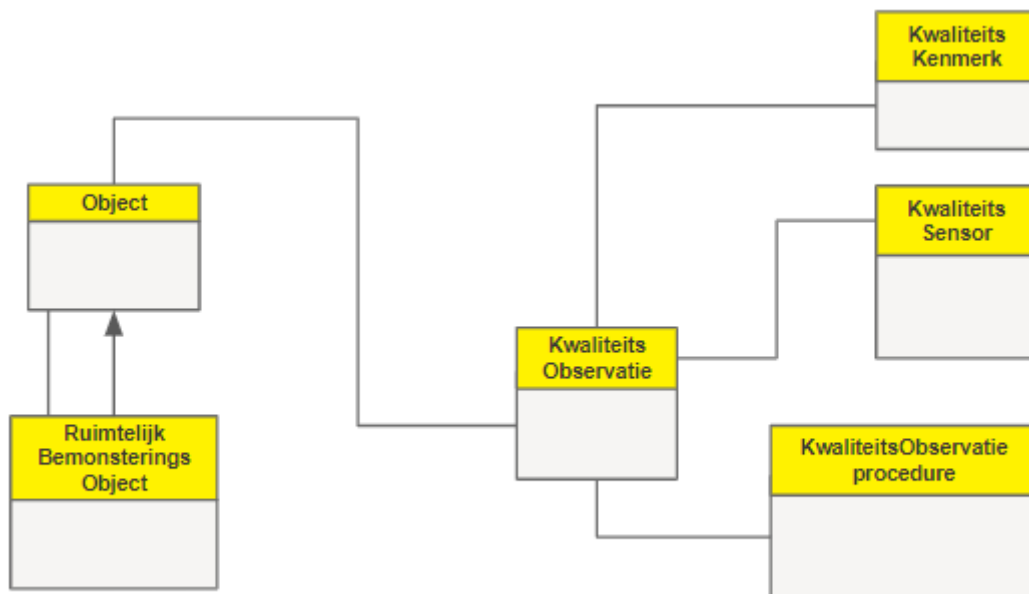 Kwaliteits
Kenmerk
Object
Kwaliteits
Sensor
Kwaliteits
Observatie
Ruimtelijk
Bemonsterings
Object
KwaliteitsObservatie
procedure